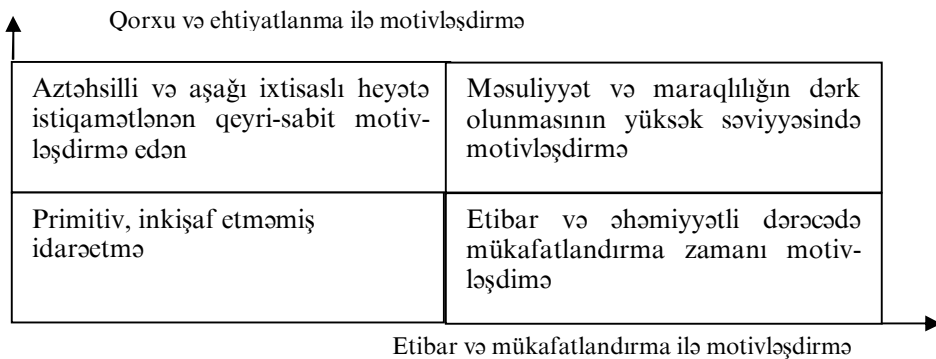 Qorxu və ehtiyatlanma ilə motivləşdirmə
Aztəhsilli və aşağı ixtisaslı heyətə
istiqamətlənən qeyri-sabit motiv-
ləşdirmə edən
Məsuliyyət və maraqlılığın dərk
olunmasının yüksək səviyyəsində
motivləşdirmə
Primitiv, inkişaf etməmiş
idarəetmə
Etibar və əhəmiyyətli dərəcədə
mükafatlandırma zamanı motiv-
ləşdimə
Etibar və mükafatlandırma ilə motivləşdirmə